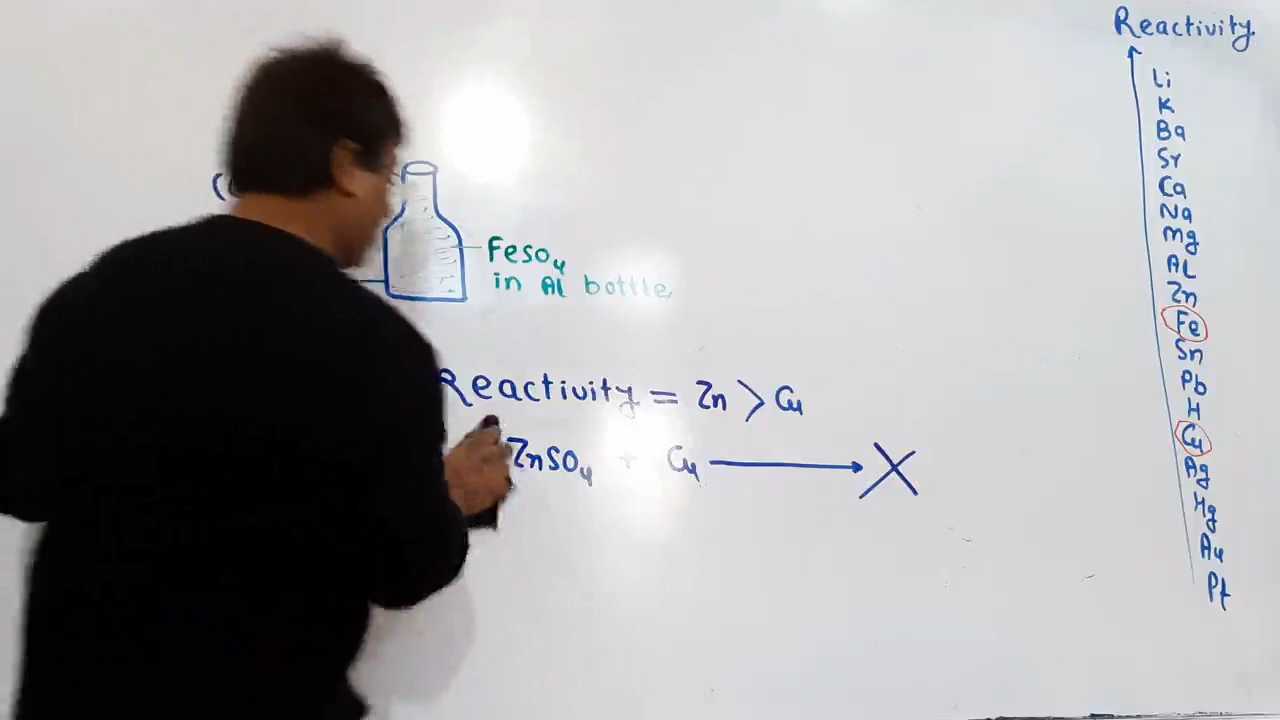 Reactivity
Li
K
Ba
Sr
Ca
Na
Mg
Al
Zn
Fe
Sn
Pb
H
Cu
Ag
Hg
Au
Pt
(
Feso4
in Al bottle
Reactivity = Zn > Cu
ZnSO4 + Cu ⟶ X